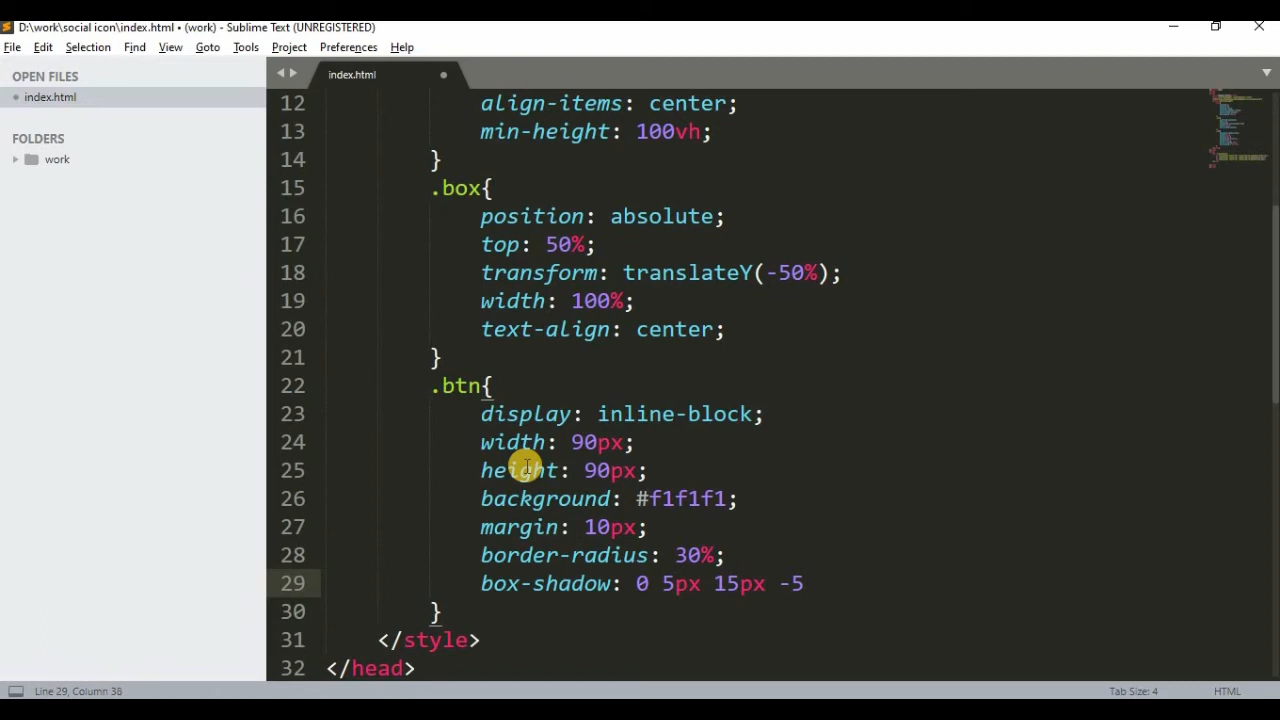 D:\work\social icon\index.html • (work) - Sublime Text (UNREGISTERED)
File Edit Selection Find View Goto Tools Project Preferences Help
OPEN FILES
index.html
FOLDERS
work
index.html
12 align-items: center;
13 min-height: 100vh;
14 }
15 .box{
16 position: absolute;
17 top: 50%;
18 transform: translateY(-50%);
19 width: 100%;
20 text-align: center;
21 }
22 .btn{
23 display: inline-block;
24 width: 90px;
25 height: 90px;
26 background: #f1f1f1;
27 margin: 10px;
28 border-radius: 30%;
29 box-shadow: 0 5px 15px -5
30 }
31 </style>
32 </head>
Line 29, Column 38 Tab Size: 4 HTML